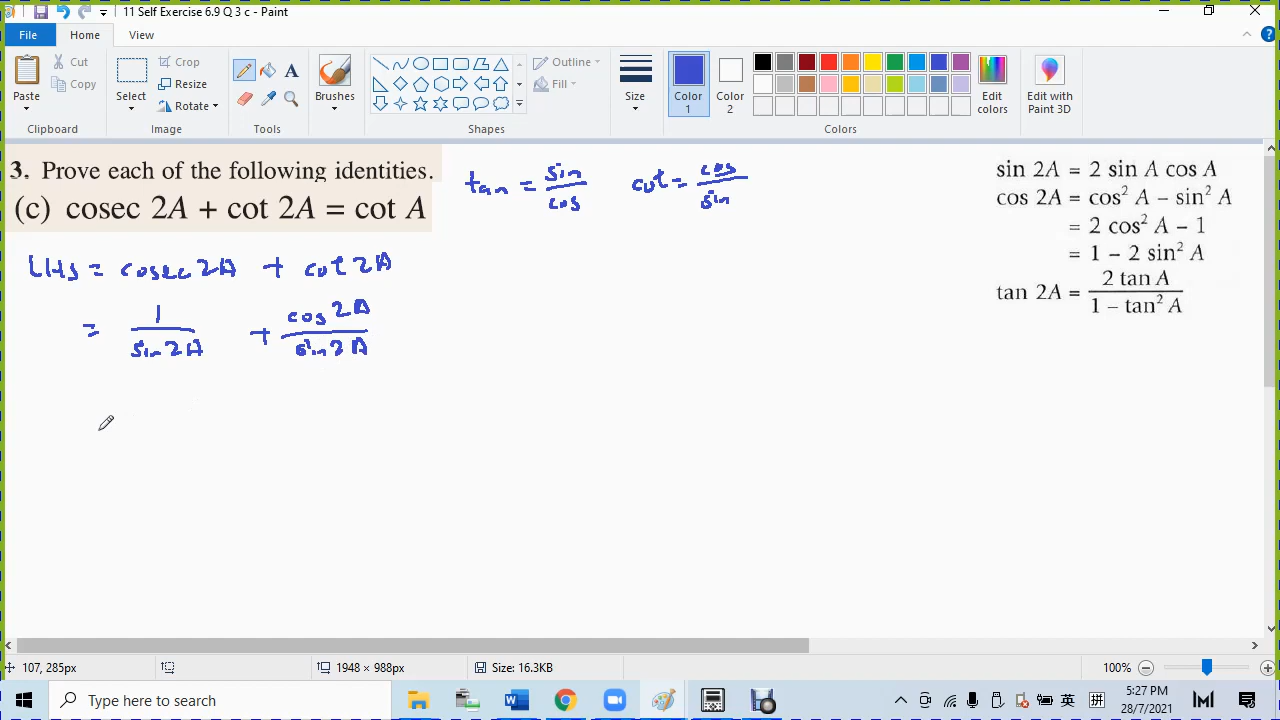 11 Self Exercise 6.9 Q 3 c - Paint
File Home View
Paste Cut Copy Select Crop Resize Rotate A Brushes Outline Fill Size Color 1 Color 2 Edit colors Edit with Paint 3D
Clipboard Image Tools Shapes Colors
3. Prove each of the following identities.
(c) cosec 2A + cot 2A = cot A
tan = sin/cos cot = cos/sin
sin 2A = 2 sin A cos A
cos 2A = cos² A − sin² A
= 2 cos² A − 1
= 1 − 2 sin² A
tan 2A = 2 tan A / 1 − tan² A
LHS = cosec 2A + cot 2A
= 1/sin 2A + cos 2A/sin 2A
107, 285px 1948 × 988px Size: 16.3KB 100%
Type here to search
英 拼 5:27 PM
28/7/2021